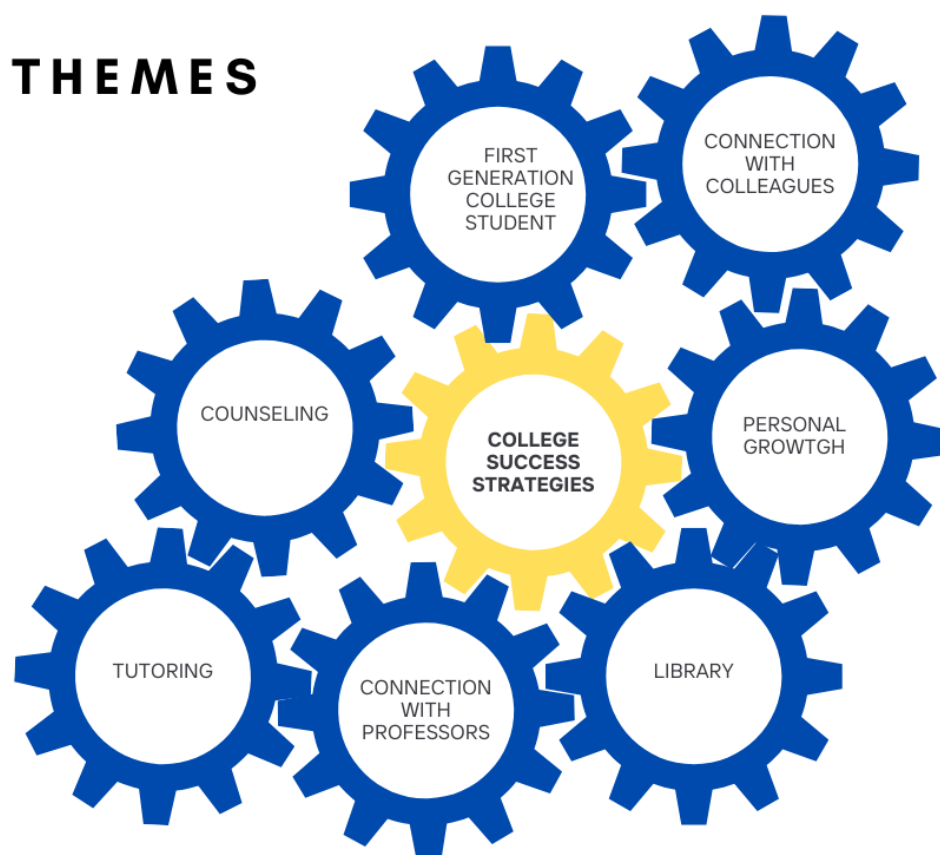 THEMES
FIRST
GENERATION
COLLEGE
STUDENT
CONNECTION
WITH
COLLEAGUES
COUNSELING
COLLEGE
SUCCESS
STRATEGIES
PERSONAL
GROWTGH
TUTORING
CONNECTION
WITH
PROFESSORS
LIBRARY